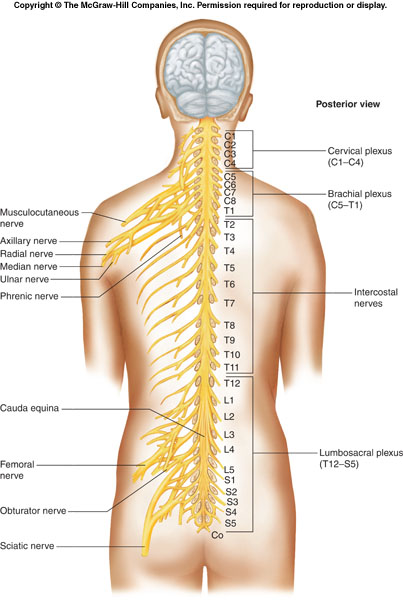 Copyright © The McGraw-Hill Companies, Inc. Permission required for reproduction or display.
Posterior view
C1
C2
C3
C4
Cervical plexus
(C1–C4)
C5
C6
C7
C8
T1
Brachial plexus
(C5–T1)
Musculocutaneous
nerve
Axillary nerve
Radial nerve
Median nerve
Ulnar nerve
Phrenic nerve
T2
T3
T4
T5
T6
T7
T8
T9
T10
T11
Intercostal
nerves
T12
L1
L2
L3
L4
L5
S1
S2
S3
S4
S5
Co
Lumbosacral plexus
(T12–S5)
Cauda equina
Femoral
nerve
Obturator nerve
Sciatic nerve